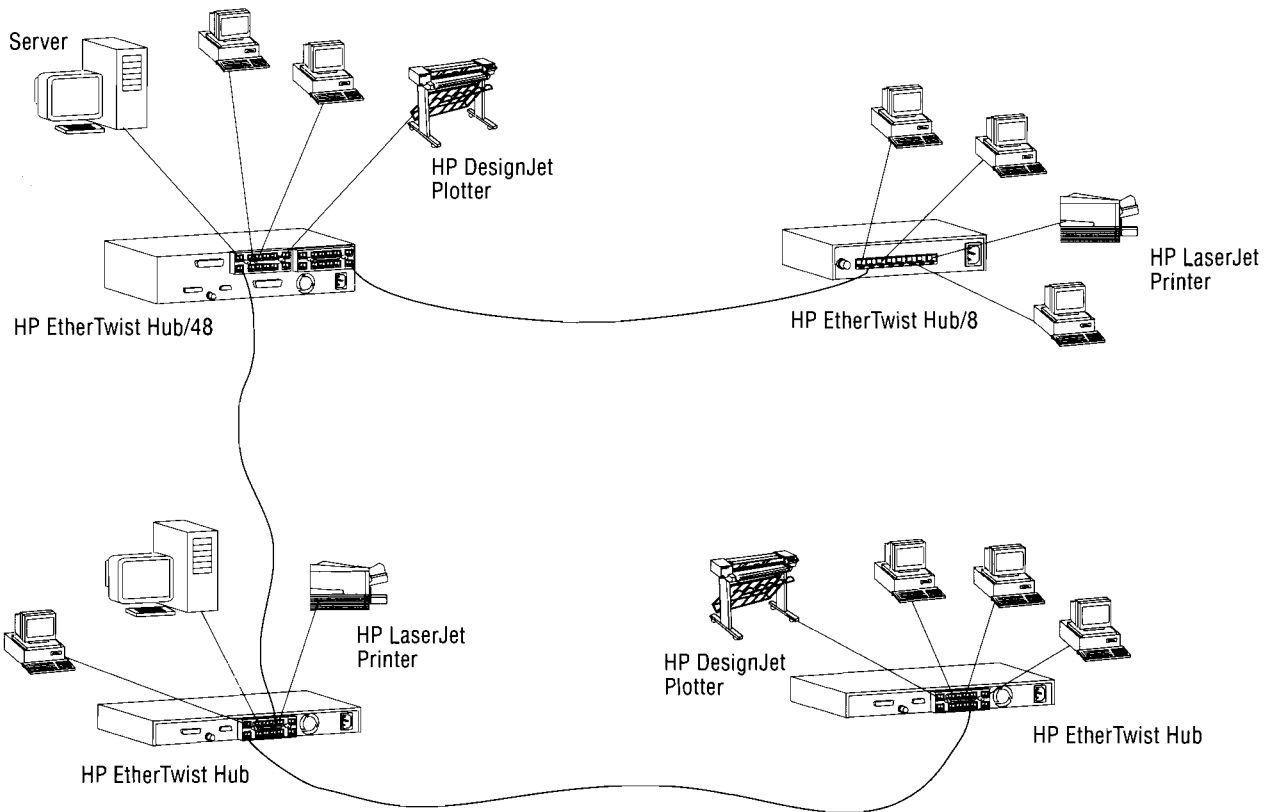 Server
HP DesignJet
Plotter
HP LaserJet
Printer
HP EtherTwist Hub/48
HP EtherTwist Hub/8
HP LaserJet
Printer
HP DesignJet
Plotter
HP EtherTwist Hub
HP EtherTwist Hub